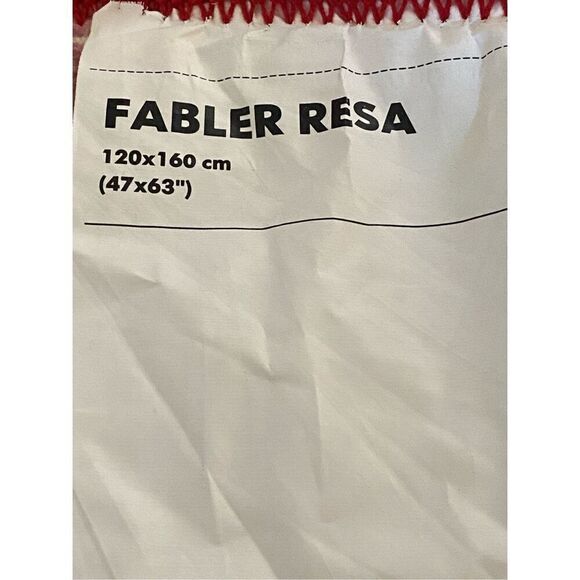 FABLER RESA
120x160 cm
(47x63")